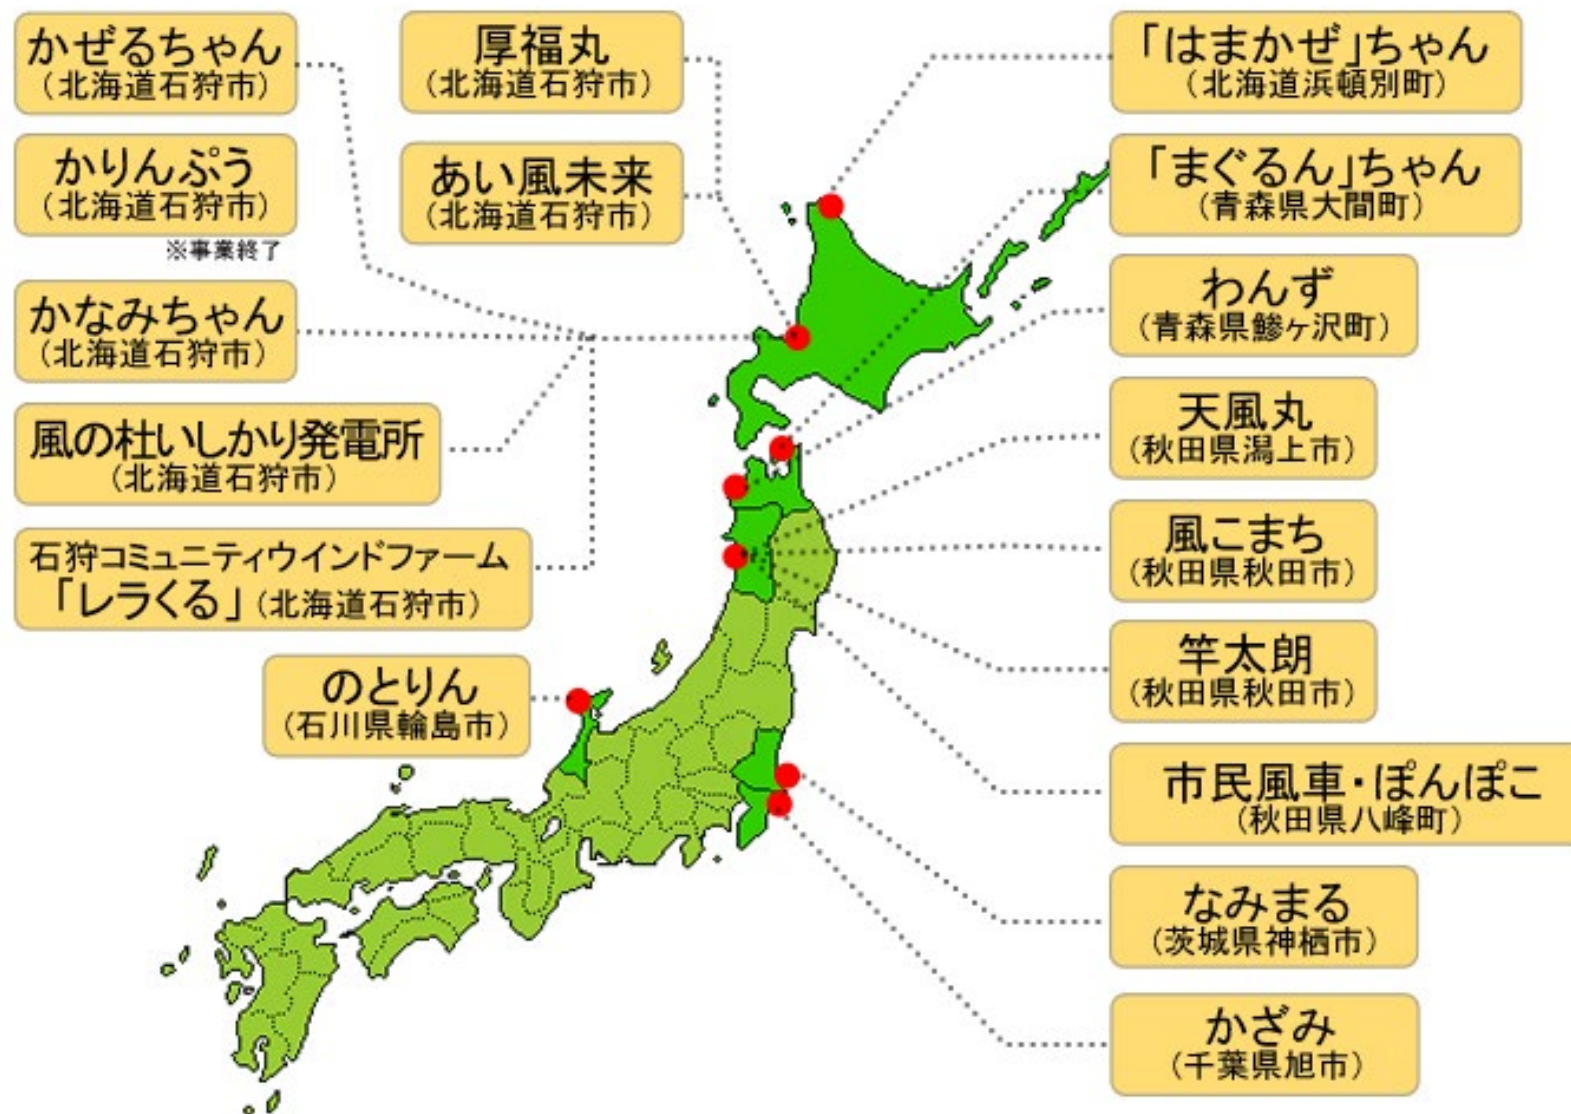 かぜるちゃん
(北海道石狩市)
かりんぷう
(北海道石狩市)
※事業終了
かなみちゃん
(北海道石狩市)
風の杜いしかり発電所
(北海道石狩市)
石狩コミュニティウインドファーム
「レラくる」(北海道石狩市)
のとりん
(石川県輪島市)
厚福丸
(北海道石狩市)
あい風未来
(北海道石狩市)
「はまかぜ」ちゃん
(北海道浜頓別町)
「まぐるん」ちゃん
(青森県大間町)
わんず
(青森県鰺ヶ沢町)
天風丸
(秋田県潟上市)
風こまち
(秋田県秋田市)
竿太朗
(秋田県秋田市)
市民風車・ぽんぽこ
(秋田県八峰町)
なみまる
(茨城県神栖市)
かざみ
(千葉県旭市)